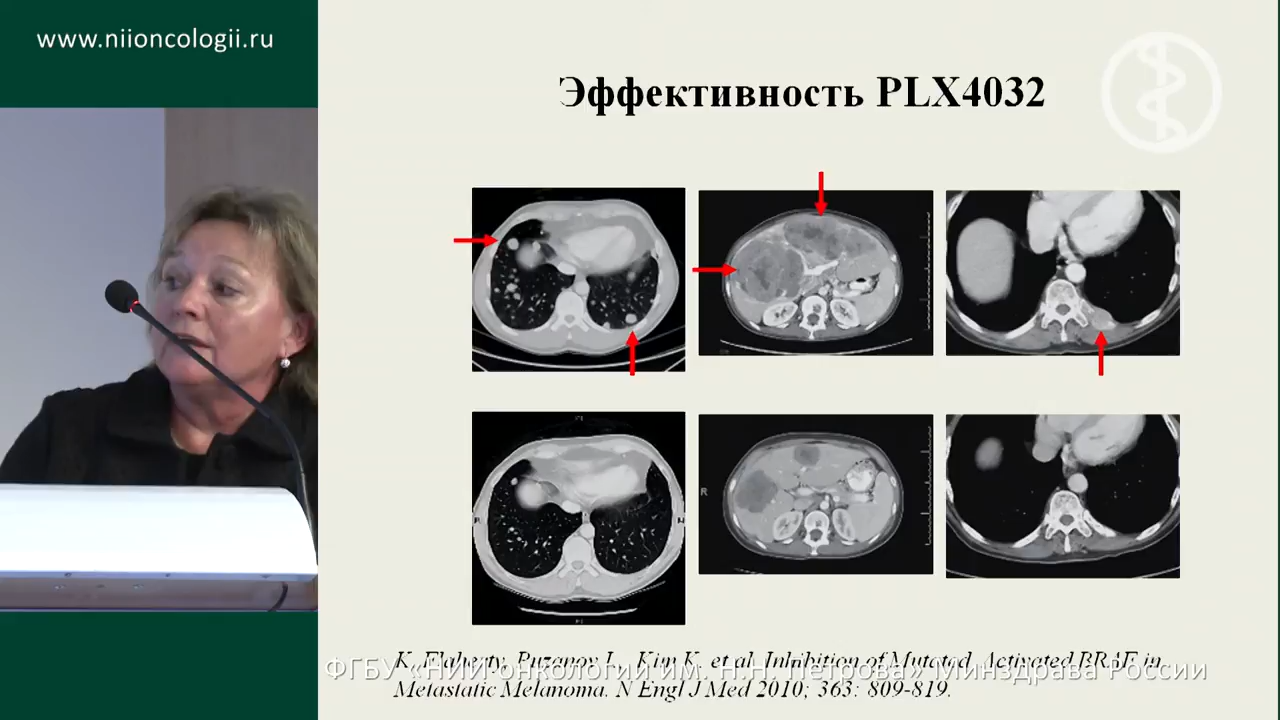 www.niioncologii.ru
Эффективность PLX4032
R
K. Flaherty, Puzanov I., Kim K. et al. Inhibition of Mutated, Activated BRAF in
ФГБУ «НИИ онкологии им. Н.Н. Петрова» Минздрава России
Metastatic Melanoma. N Engl J Med 2010; 363: 809-819.